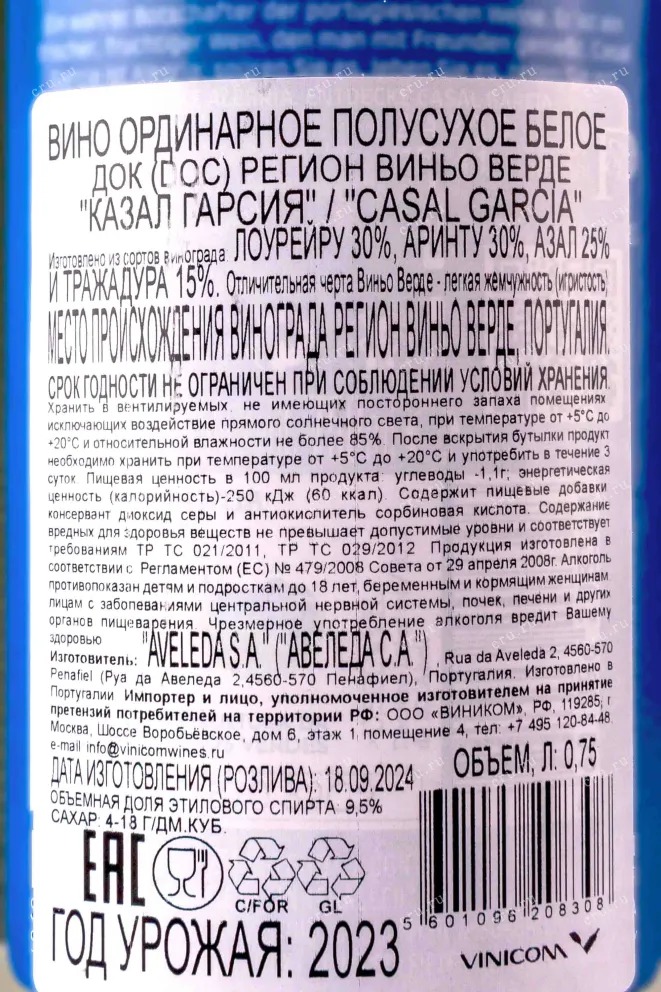 ein wahrer Botschafter der portugiesischen
fruchtiger Wein, den man mit Freunden
ВИНО ОРДИНАРНОЕ ПОЛУСУХОЕ БЕЛОЕ
ДОК (DOC) РЕГИОН ВИНЬО ВЕРДЕ
"КАЗАЛ ГАРСИЯ" / "CASAL GARCIA"
Изготовлено из сортов винограда: ЛОУРЕЙРУ 30%, АРИНТУ 30%, АЗАЛ 25%
И ТРАЖАДУРА 15%. Отличительная черта Виньо Верде - легкая жемчужность (игристость)
МЕСТО ПРОИСХОЖДЕНИЯ ВИНОГРАДА РЕГИОН ВИНЬО ВЕРДЕ, ПОРТУГАЛИЯ.
СРОК ГОДНОСТИ НЕ ОГРАНИЧЕН ПРИ СОБЛЮДЕНИИ УСЛОВИЙ ХРАНЕНИЯ.
Хранить в вентилируемых, не имеющих постороннего запаха помещениях
исключающих воздействие прямого солнечного света, при температуре от +5°С до
+20°С и относительной влажности не более 85%. После вскрытия бутылки продукт
необходимо хранить при температуре от +5°С до +20°С и употребить в течение 3
суток Пищевая ценность в 100 мл продукта: углеводы -1,1г; энергетическая
ценность (калорийность)-250 кДж (60 ккал). Содержит пищевые добавки
консервант диоксид серы и антиокислитель сорбиновая кислота. Содержание
вредных для здоровья веществ не превышает допустимые уровни и соответствует
требованиям ТР ТС 021/2011, ТР ТС 029/2012 Продукция изготовлена в
соответствии с Регламентом (ЕС) № 479/2008 Совета от 29 апреля 2008г. Алкоголь
противопоказан детям и подросткам до 18 лет, беременным и кормящим женщинам,
лицам с заболеваниями центральной нервной системы, почек, печени и других
органов пищеварения. Чрезмерное употребление алкоголя вредит Вашему
здоровью
Изготовитель: "AVELEDA S.A." ("АВЕЛЕДА С.А."), Rua da Aveleda 2, 4560-570
Penafiel (Руа да Авеледа 2,4560-570 Пенафиел), Португалия. Изготовлено в
Португалии Импортер и лицо, уполномоченное изготовителем на принятие
претензий потребителей на территории РФ: ООО «ВИНИКОМ», РФ, 119285, г
Москва, Шоссе Воробьёвское, дом 6, этаж 1, помещение 4, тел: +7 495 120-84-48,
e-mail info@vinicomwines.ru
ДАТА ИЗГОТОВЛЕНИЯ (РОЗЛИВА): 18.09.2024
ОБЪЕМ, Л: 0,75
ОБЪЕМНАЯ ДОЛЯ ЭТИЛОВОГО СПИРТА: 9,5%
САХАР: 4-18 Г/ДМ.КУБ.
EAC
C/FOR GL
5 601096 208308
ГОД УРОЖАЯ: 2023
VINICOM